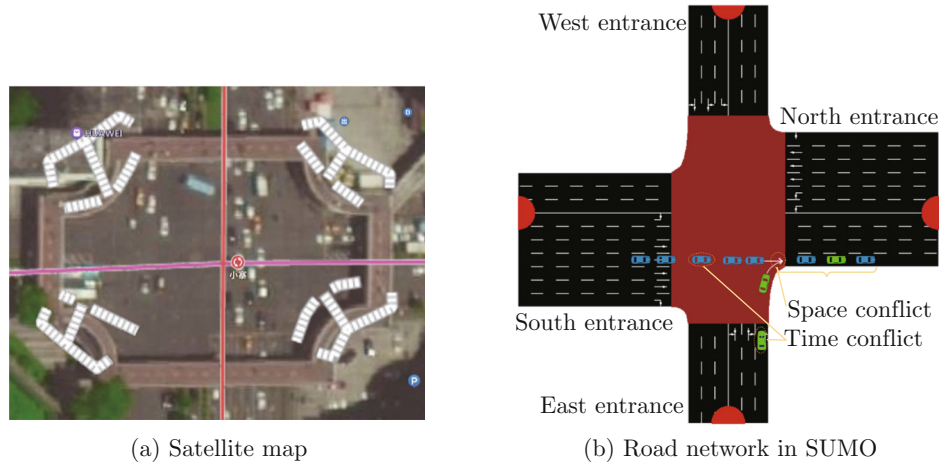 West entrance
North entrance
HUAWEI
小寨
P
South entrance
Space conflict
Time conflict
East entrance
(a) Satellite map
(b) Road network in SUMO